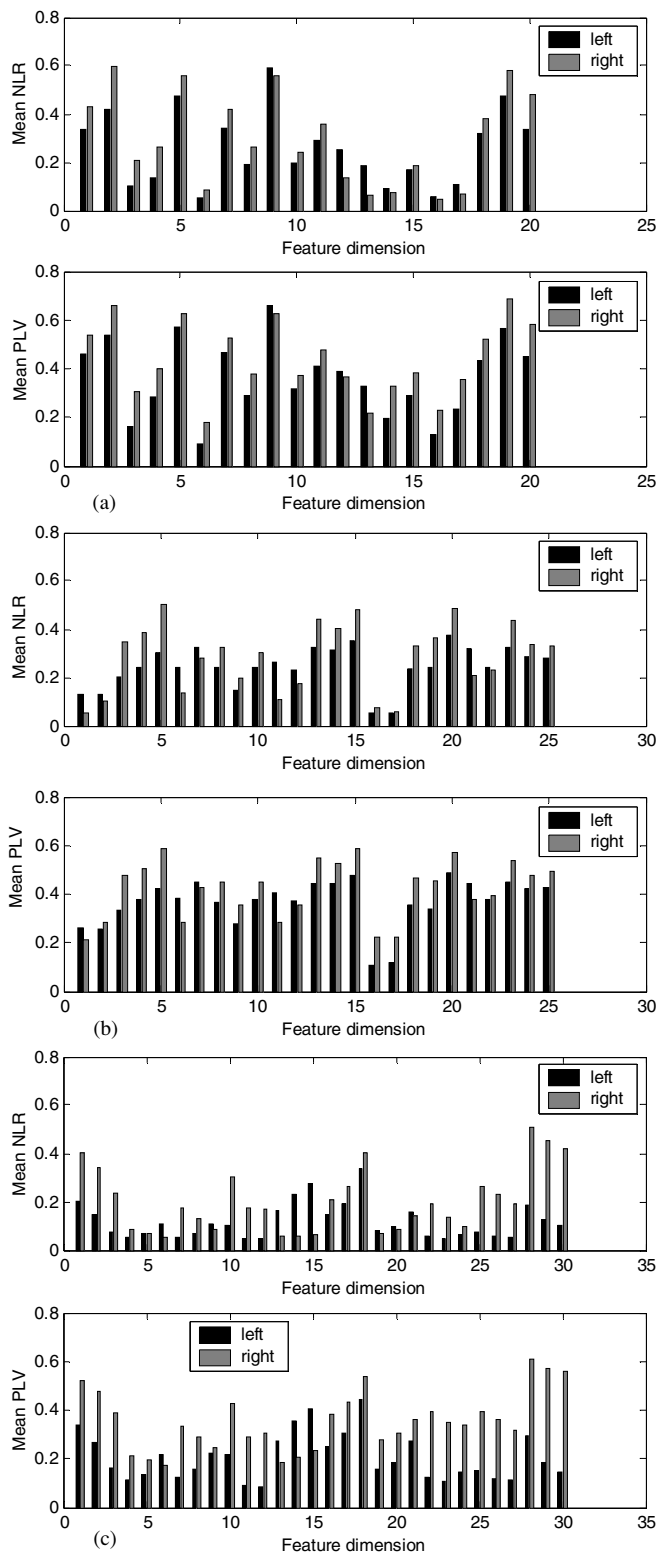 0.8
0.6
0.4
0.2
0
Mean NLR
left
right
0 5 10 15 20 25
Feature dimension
0.8
0.6
0.4
0.2
0
Mean PLV
left
right
0 5 10 15 20 25
(a) Feature dimension
0.8
0.6
0.4
0.2
0
Mean NLR
left
right
0 5 10 15 20 25 30
Feature dimension
0.8
0.6
0.4
0.2
0
Mean PLV
left
right
0 5 10 15 20 25 30
(b) Feature dimension
0.8
0.6
0.4
0.2
0
Mean NLR
left
right
0 5 10 15 20 25 30 35
Feature dimension
0.8
0.6
0.4
0.2
0
Mean PLV
left
right
0 5 10 15 20 25 30 35
(c) Feature dimension